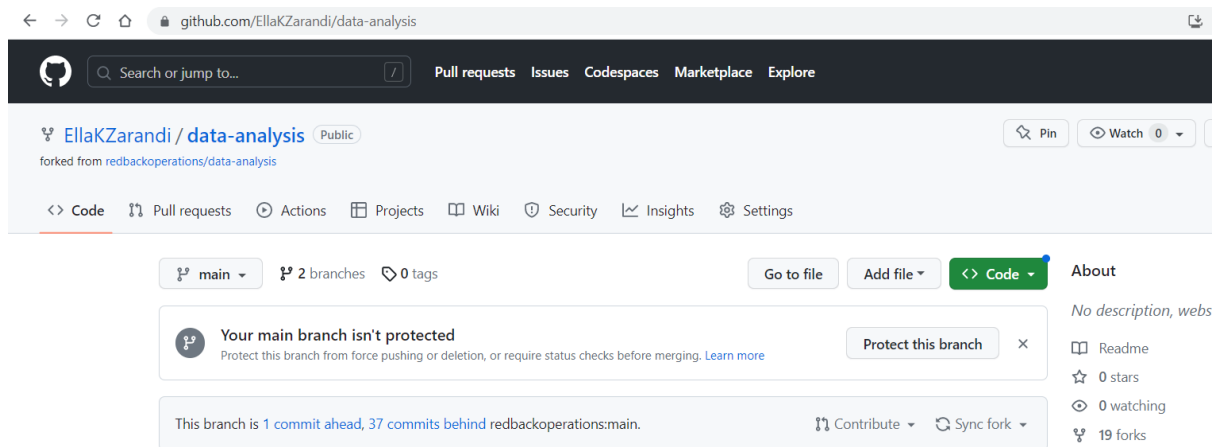 github.com/EllaKZarandi/data-analysis
Search or jump to... / Pull requests Issues Codespaces Marketplace Explore
EllaKZarandi / data-analysis Public Pin Watch 0
forked from redbackoperations/data-analysis
<> Code Pull requests Actions Projects Wiki Security Insights Settings
main 2 branches 0 tags Go to file Add file <> Code About
No description, webs
Your main branch isn't protected
Protect this branch from force pushing or deletion, or require status checks before merging. Learn more Protect this branch
Readme
0 stars
0 watching
This branch is 1 commit ahead, 37 commits behind redbackoperations:main. Contribute Sync fork
19 forks